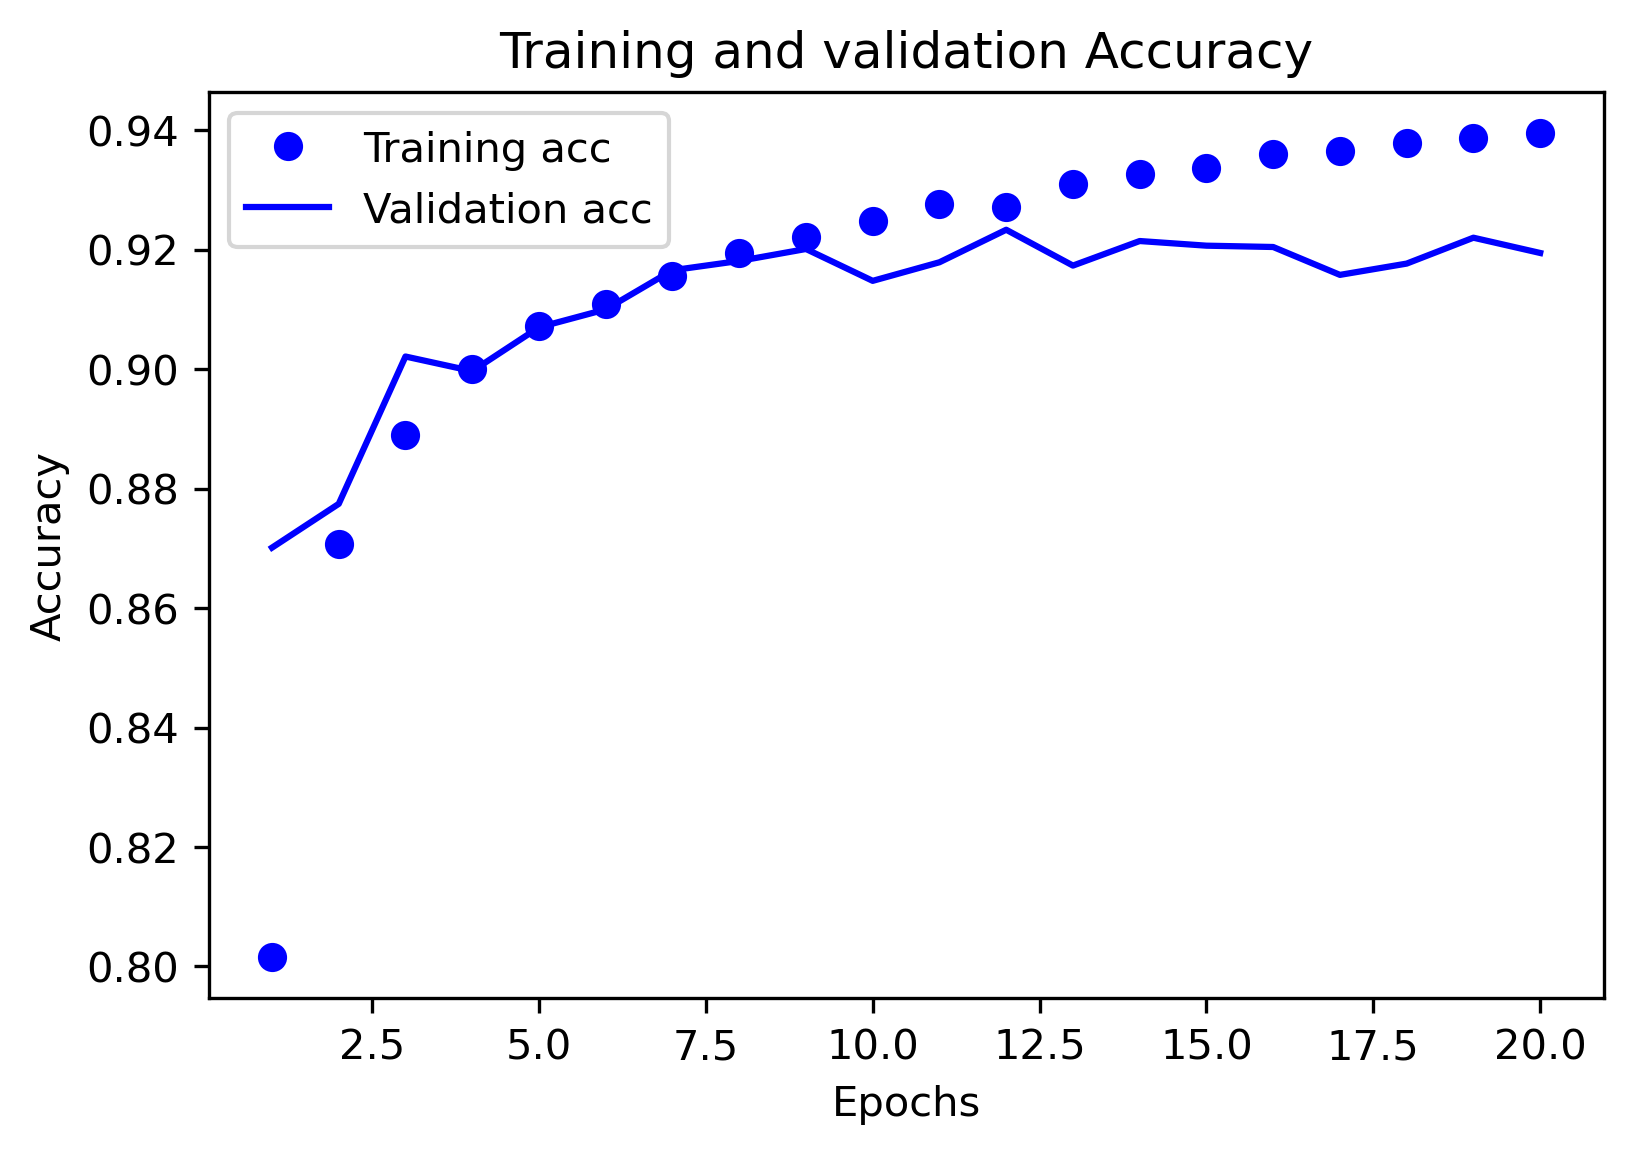 Training and validation Accuracy
Training acc
Validation acc
0.94
0.92
0.90
0.88
0.86
0.84
0.82
0.80
Accuracy
2.5 5.0 7.5 10.0 12.5 15.0 17.5 20.0
Epochs